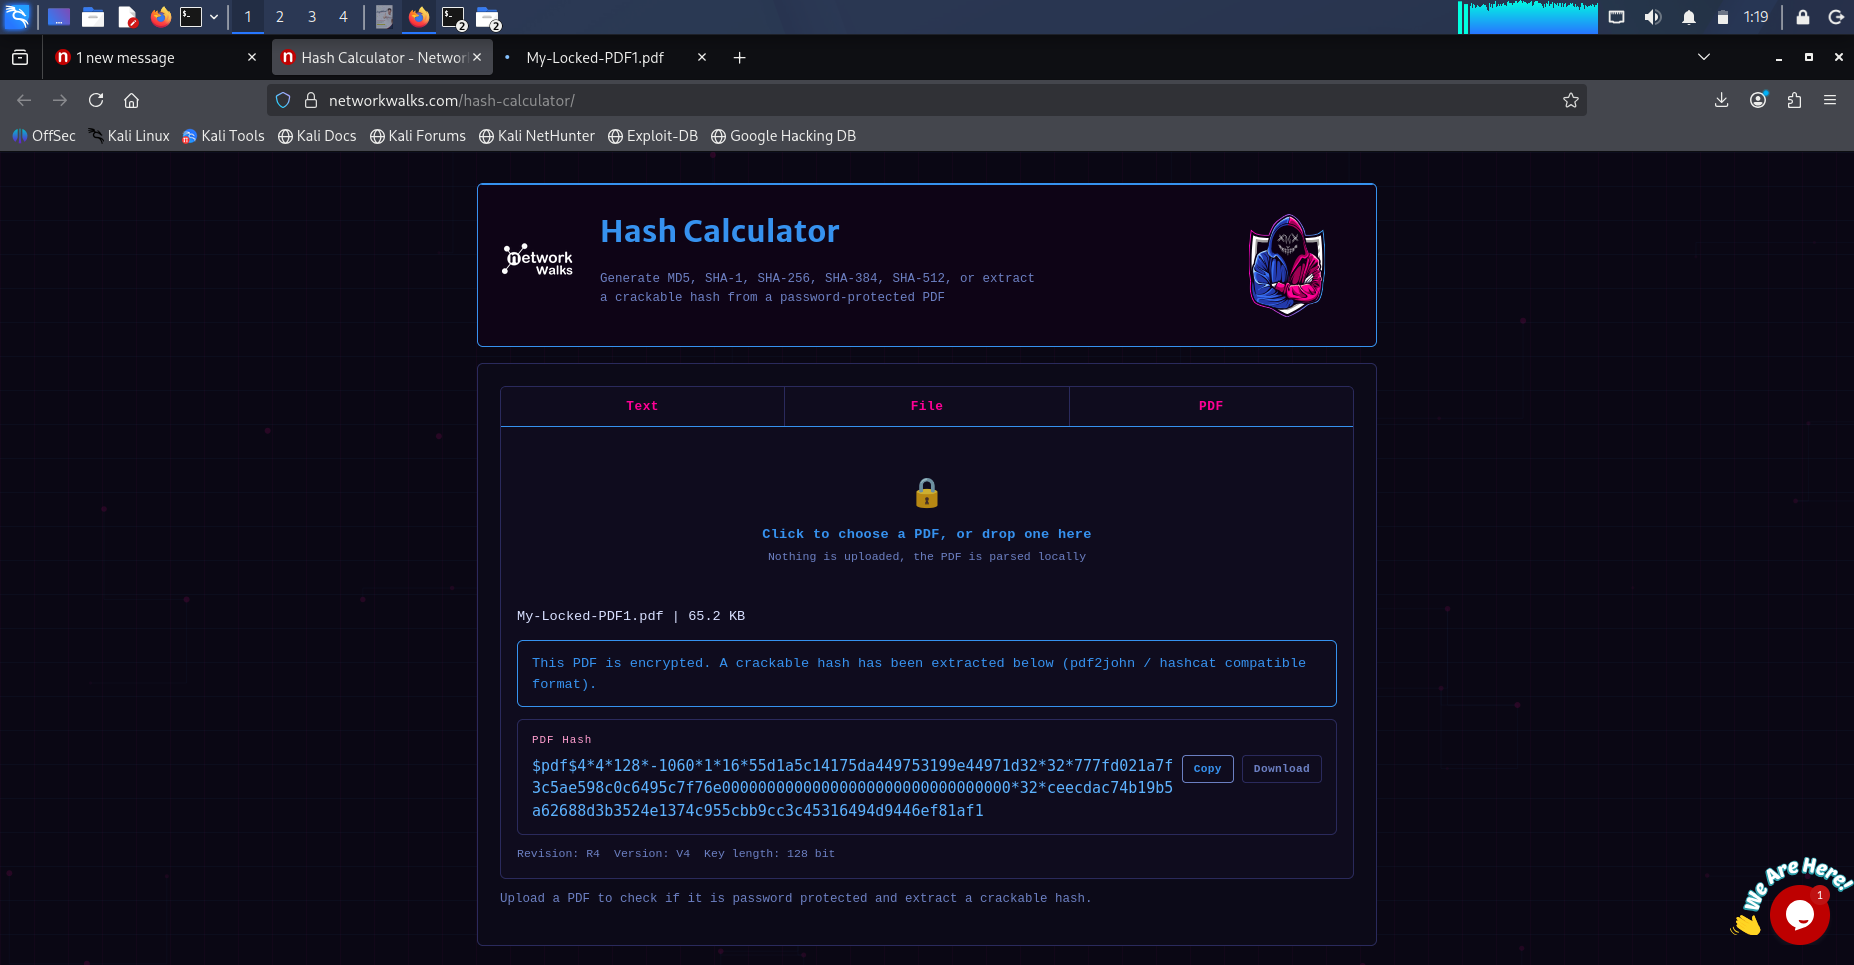 1 2 3 4 2 2 1:19
1 new message Hash Calculator - Networ My-Locked-PDF1.pdf
networkwalks.com/hash-calculator/
OffSec Kali Linux Kali Tools Kali Docs Kali Forums Kali NetHunter Exploit-DB Google Hacking DB
Hash Calculator
network
Walks
Generate MD5, SHA-1, SHA-256, SHA-384, SHA-512, or extract
a crackable hash from a password-protected PDF
Text File PDF
Click to choose a PDF, or drop one here
Nothing is uploaded, the PDF is parsed locally
My-Locked-PDF1.pdf | 65.2 KB
This PDF is encrypted. A crackable hash has been extracted below (pdf2john / hashcat compatible
format).
PDF Hash
$pdf$4*4*128*-1060*1*16*55d1a5c14175da449753199e44971d32*32*777fd021a7f
3c5ae598c0c6495c7f76e00000000000000000000000000000000*32*ceecdac74b19b5
a62688d3b3524e1374c955cbb9cc3c45316494d9446ef81af1
Copy Download
Revision: R4 Version: V4 Key length: 128 bit
Upload a PDF to check if it is password protected and extract a crackable hash.
We Are Here!
1